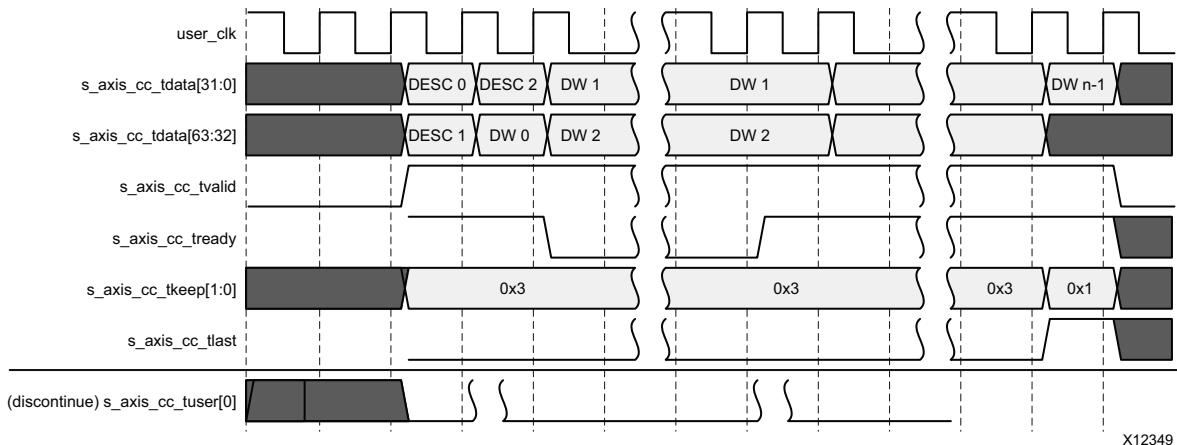 user_clk
s_axis_cc_tdata[31:0] DESC 0 DESC 2 DW 1 DW 1 DW n-1
s_axis_cc_tdata[63:32] DESC 1 DW 0 DW 2 DW 2
s_axis_cc_tvalid
s_axis_cc_tready
s_axis_cc_tkeep[1:0] 0x3 0x3 0x3 0x1
s_axis_cc_tlast
(discontinue) s_axis_cc_tuser[0]
X12349